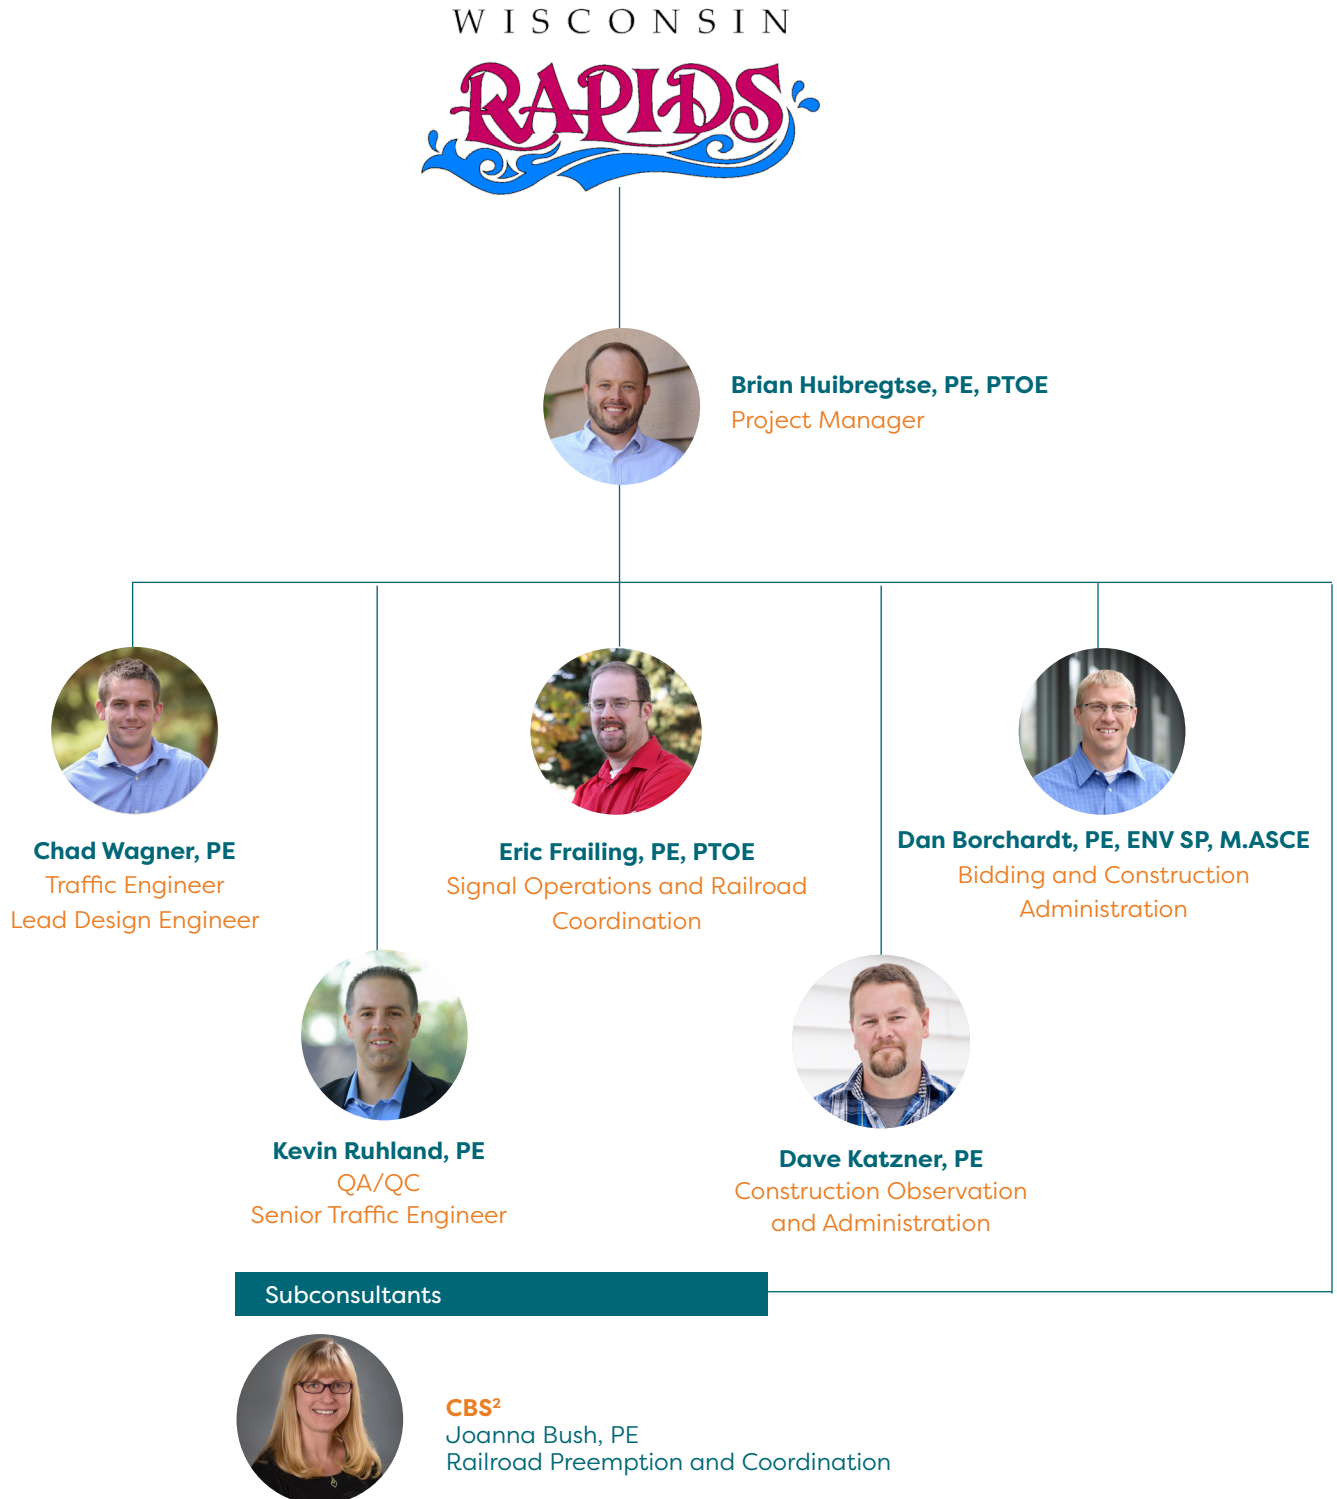 WISCONSIN
RAPIDS
Brian Huibregtse, PE, PTOE
Project Manager
Chad Wagner, PE
Traffic Engineer
Lead Design Engineer
Eric Frailing, PE, PTOE
Signal Operations and Railroad
Coordination
Dan Borchardt, PE, ENV SP, M.ASCE
Bidding and Construction
Administration
Kevin Ruhland, PE
QA/QC
Senior Traffic Engineer
Dave Katzner, PE
Construction Observation
and Administration
Subconsultants
CBS²
Joanna Bush, PE
Railroad Preemption and Coordination